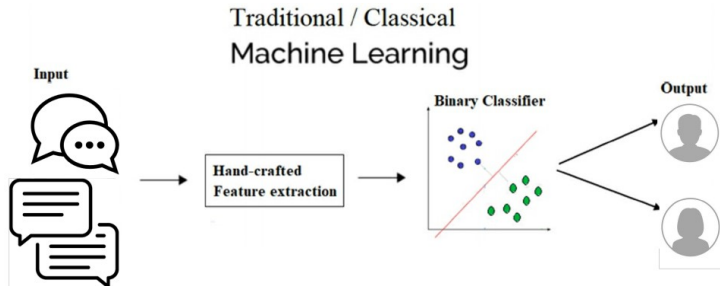 Traditional / Classical
Machine Learning
Input
Hand-crafted
Feature extraction
Binary Classifier
Output